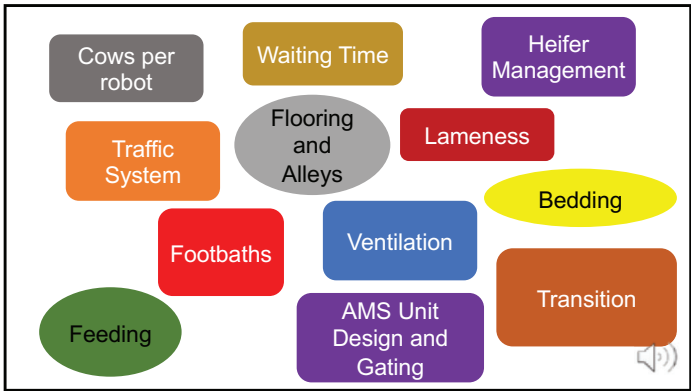 Cows per
robot
Waiting Time
Heifer
Management
Traffic
System
Flooring
and
Alleys
Lameness
Bedding
Footbaths
Ventilation
Transition
Feeding
AMS Unit
Design and
Gating